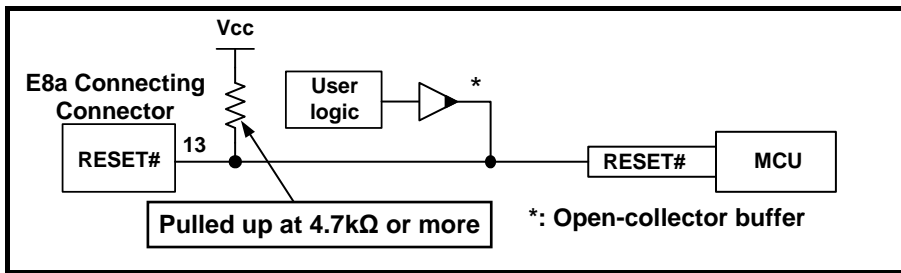 Vcc
E8a Connecting
Connector
User
logic
*
RESET#
13
RESET#
MCU
Pulled up at 4.7kΩ or more
*: Open-collector buffer